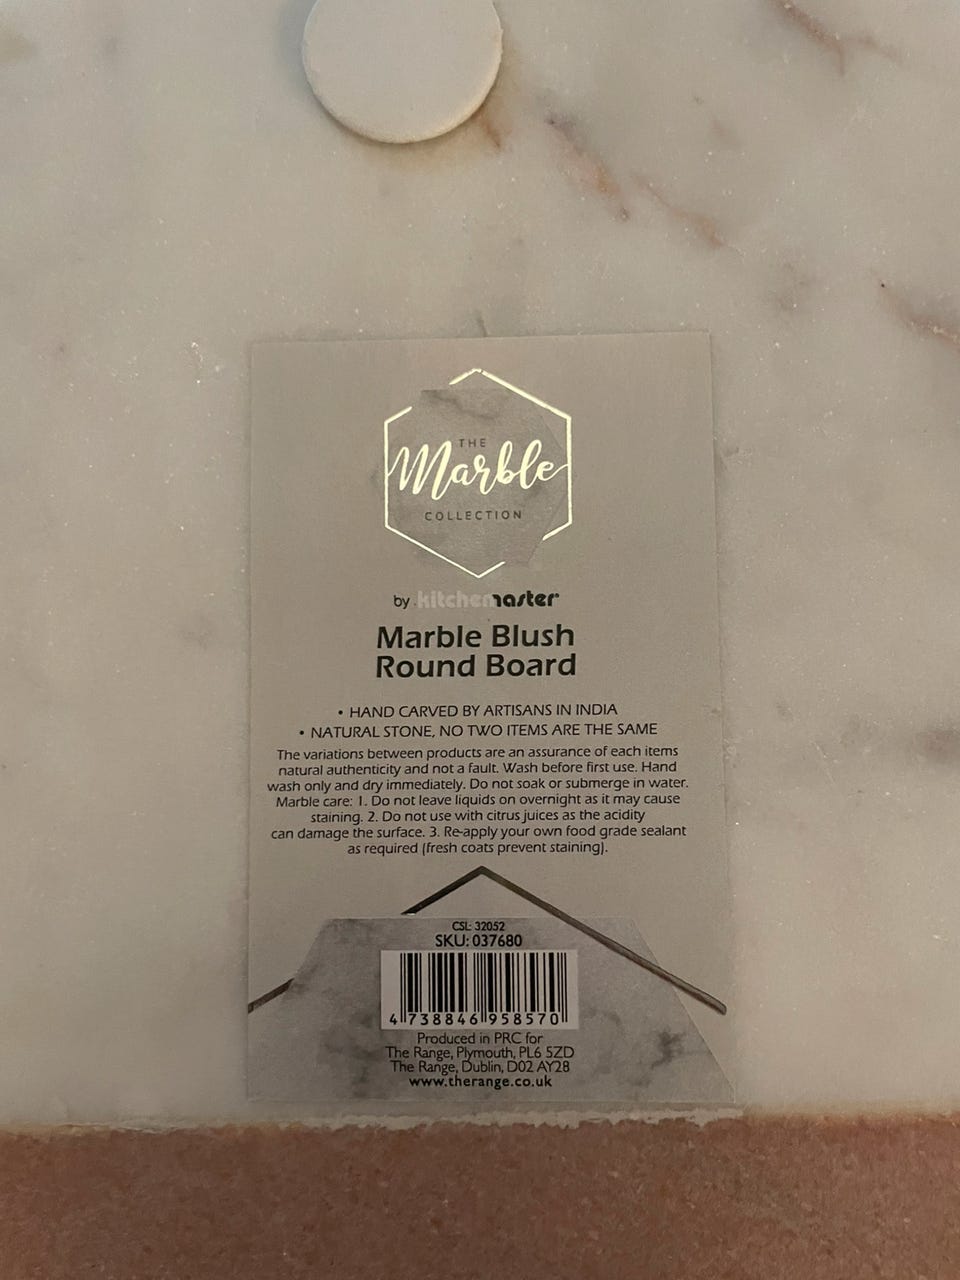 THE
Marble
COLLECTION
by kitchenmaster
Marble Blush
Round Board
• HAND CARVED BY ARTISANS IN INDIA
• NATURAL STONE, NO TWO ITEMS ARE THE SAME
The variations between products are an assurance of each items
natural authenticity and not a fault. Wash before first use. Hand
wash only and dry immediately. Do not soak or submerge in water.
Marble care: 1. Do not leave liquids on overnight as it may cause
staining. 2. Do not use with citrus juices as the acidity
can damage the surface. 3. Re-apply your own food grade sealant
as required (fresh coats prevent staining).
CSL: 32052
SKU: 037680
4 738846 958570
Produced in PRC for
The Range, Plymouth, PL6 5ZD
The Range, Dublin, D02 AY28
www.therange.co.uk